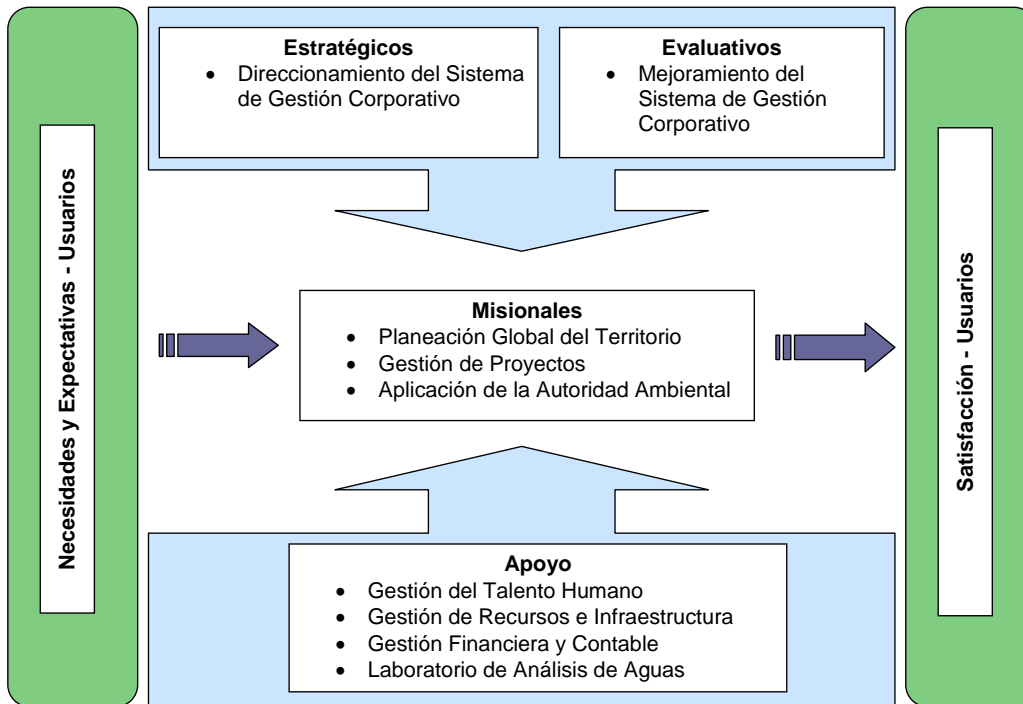 Necesidades y Expectativas - Usuarios
Estratégicos
• Direccionamiento del Sistema
de Gestión Corporativo
Evaluativos
• Mejoramiento del
Sistema de Gestión
Corporativo
Misionales
• Planeación Global del Territorio
• Gestión de Proyectos
• Aplicación de la Autoridad Ambiental
Apoyo
• Gestión del Talento Humano
• Gestión de Recursos e Infraestructura
• Gestión Financiera y Contable
• Laboratorio de Análisis de Aguas
Satisfacción - Usuarios